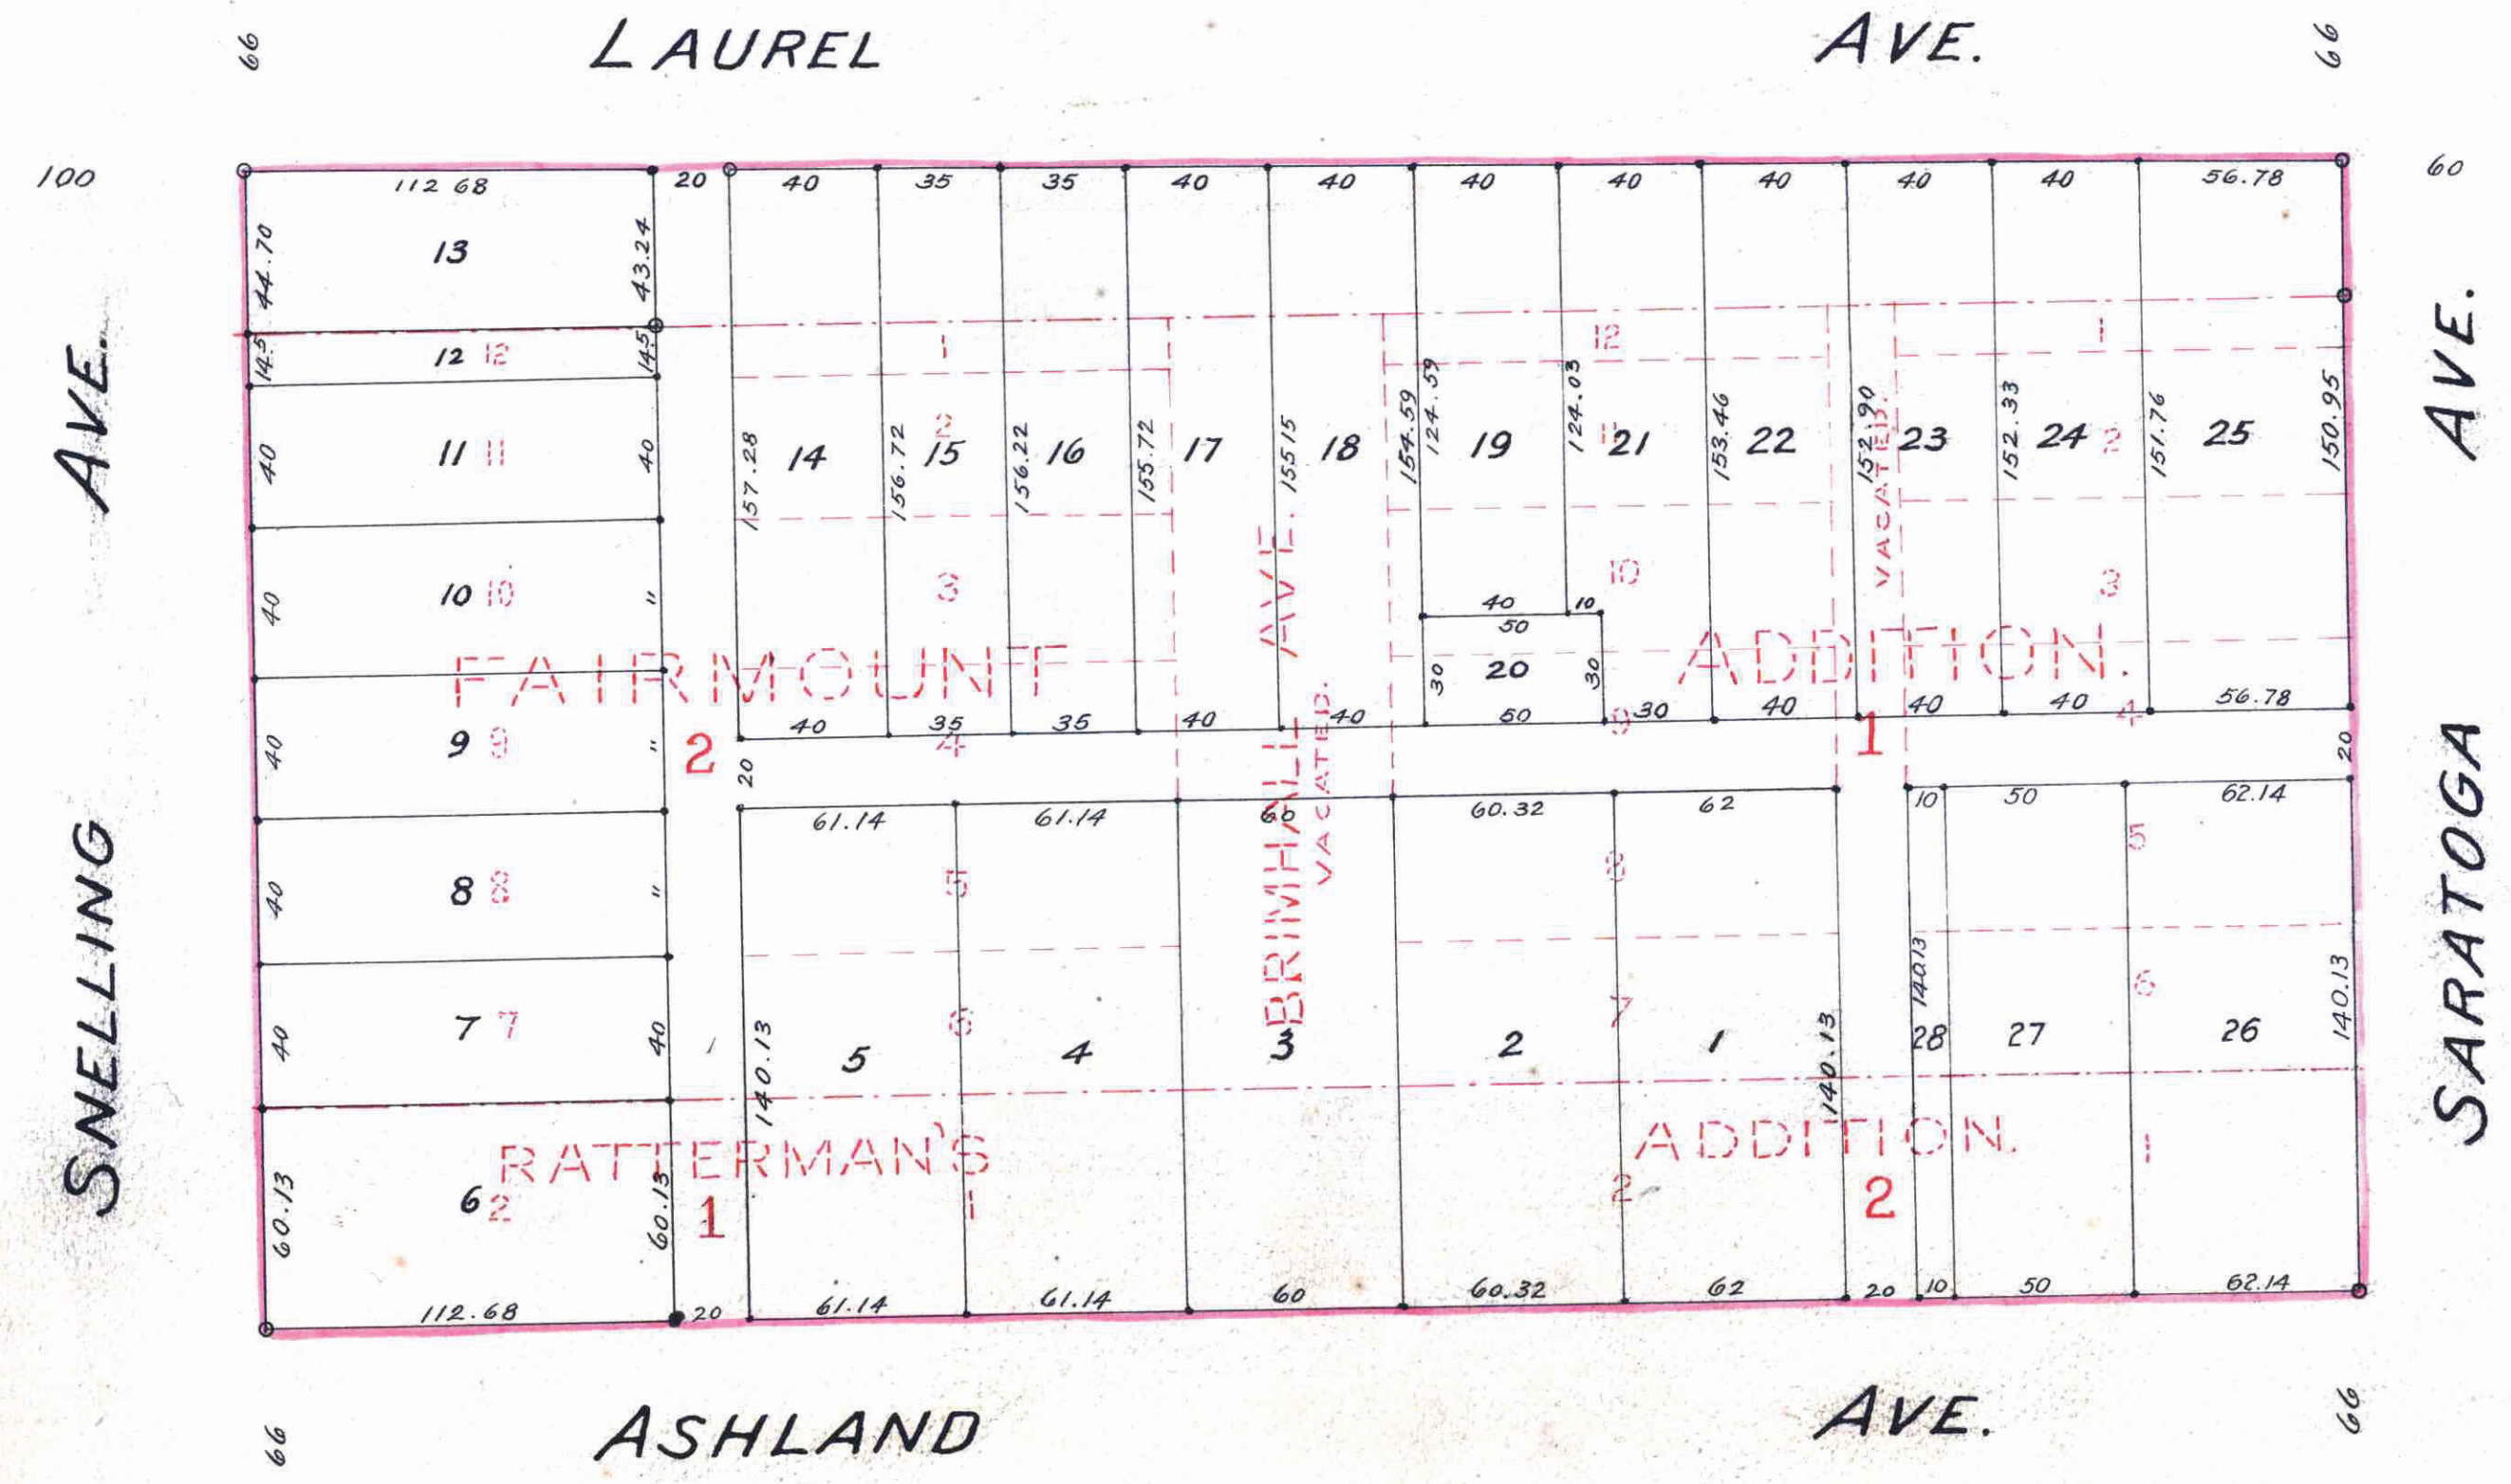 66 LAUREL AVE. 66
100 112 68 20 40 35 35 40 40 40 40 40 40 40 56.78 60
44.70 13 43.24
14.5 12 12 14.5 1 12 1
40 11 11 40 157.28 14 156.72 2 15 156.22 16 155.72 17 155 15 18 154.59 124.59 19 124.03 11 21 153.46 22 152.90 VACATED. 23 152.33 24 2 151.76 25 150.95
40 10 10 " 3 40 10 10 3
50
FAIRMOUNT ADDITION.
30 20 30
40 9 9 " 2 40 35 35 40 40 50 9 30 40 40 40 4 56.78
20 4 1 20
BRIMHALL AVE. VACATED.
61.14 61.14 60 60.32 62 10 50 62.14
40 8 8 " 5 8 5
40 7 7 40 140.13 5 6 4 3 2 7 1 140.13 28 140.13 27 6 26 140.13
RATTERMAN'S ADDITION.
60.13 6 2 60.13 1 1 2 2 1
112.68 20 61.14 61.14 60 60.32 62 20 10 50 62.14
66 ASHLAND AVE. 66
SNELLING AVE.
SARATOGA AVE.